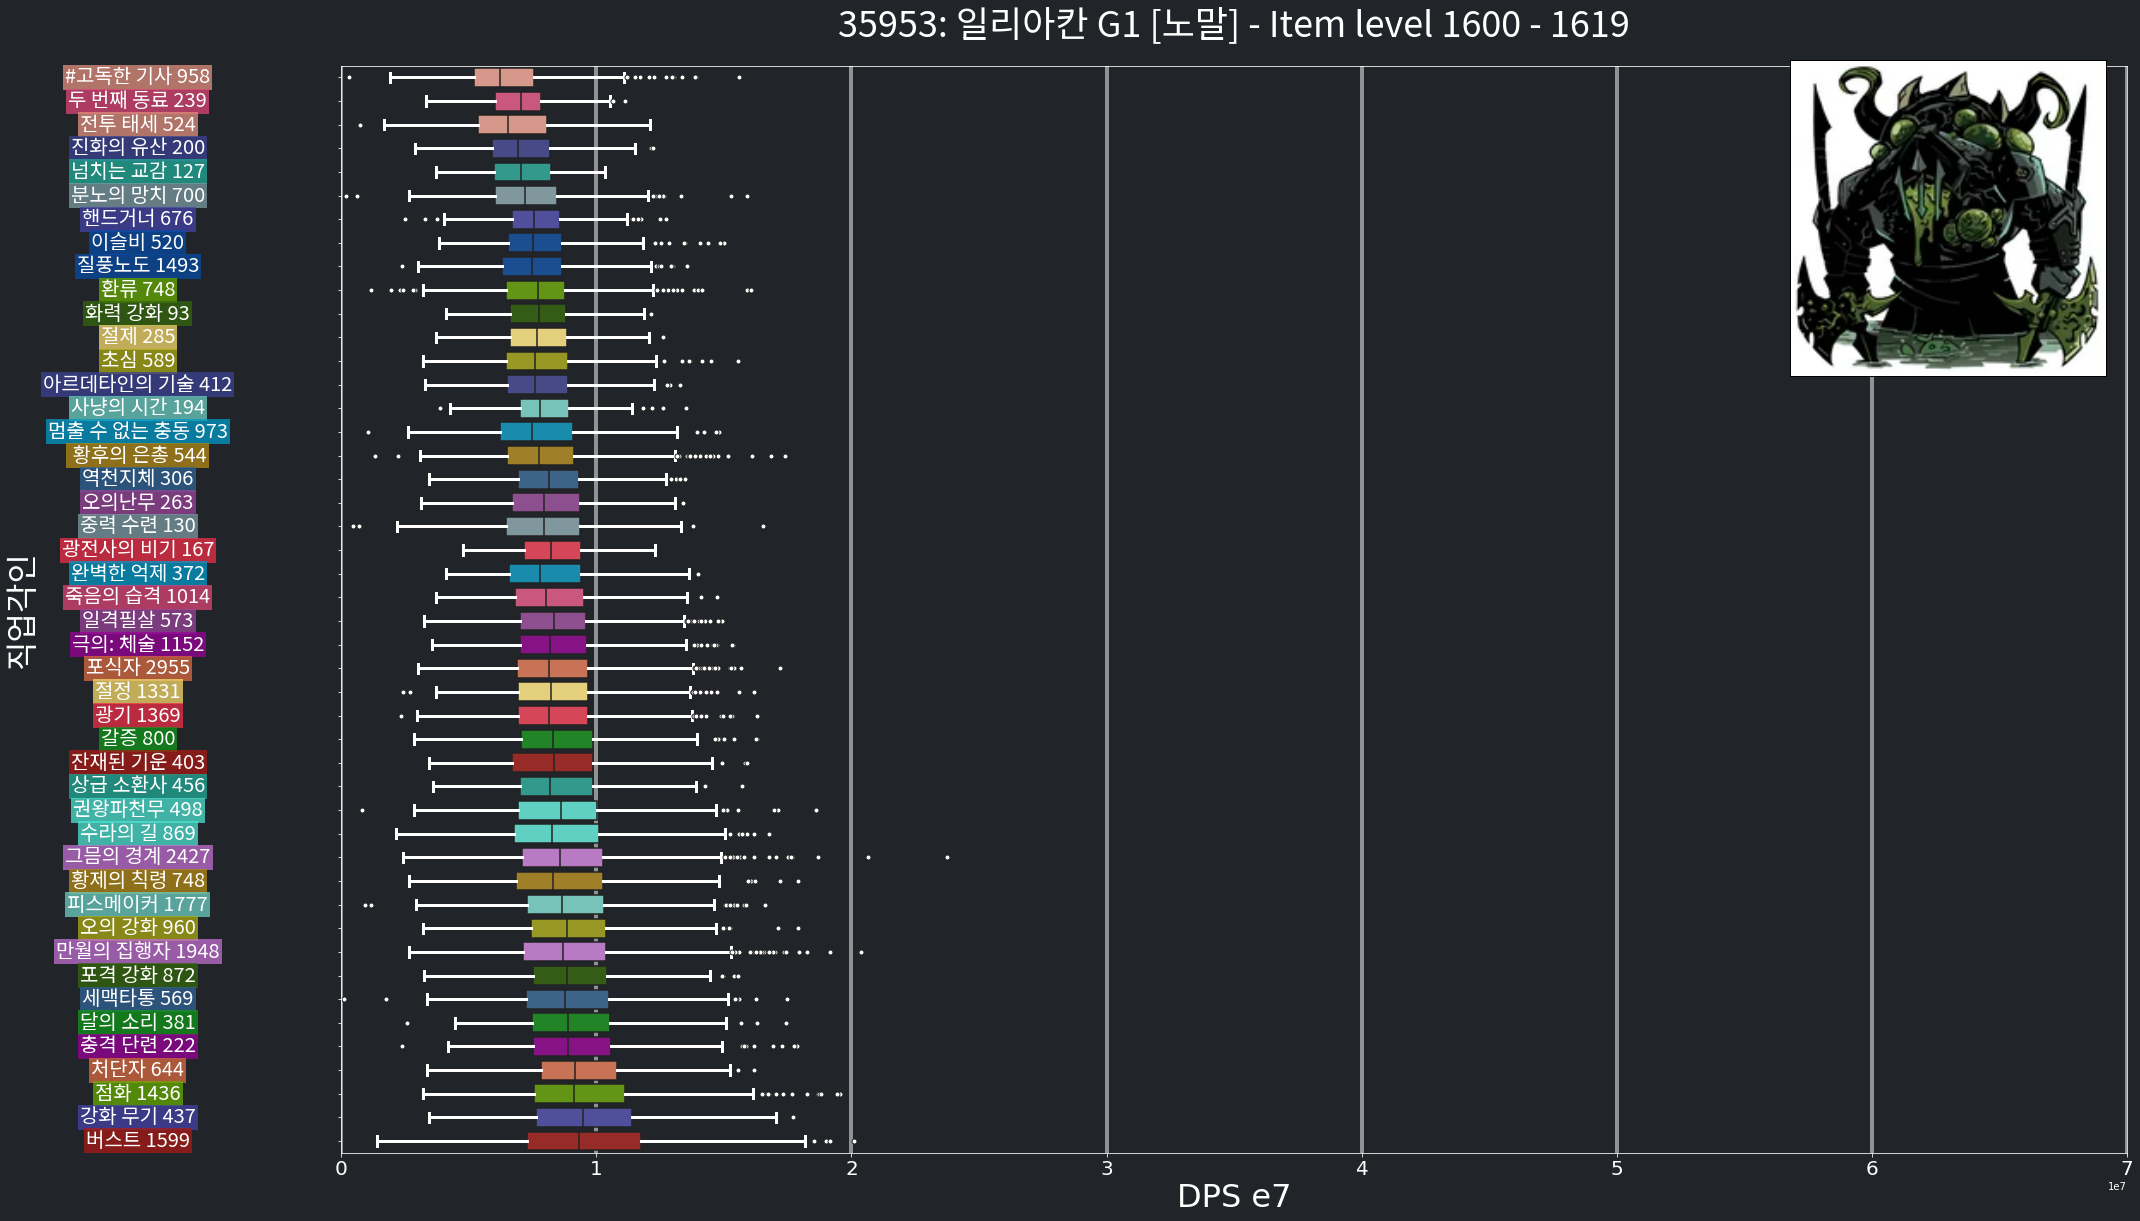 35953: 일리아칸 G1 [노말] - Item level 1600 - 1619
#고독한 기사 958
두 번째 동료 239
전투 태세 524
진화의 유산 200
넘치는 교감 127
분노의 망치 700
핸드거너 676
이슬비 520
질풍노도 1493
환류 748
화력 강화 93
절제 285
초심 589
아르데타인의 기술 412
사냥의 시간 194
멈출 수 없는 충동 973
황후의 은총 544
역천지체 306
오의난무 263
중력 수련 130
광전사의 비기 167
완벽한 억제 372
죽음의 습격 1014
일격필살 573
극의: 체술 1152
포식자 2955
절정 1331
광기 1369
갈증 800
잔재된 기운 403
상급 소환사 456
권왕파천무 498
수라의 길 869
그믐의 경계 2427
황제의 칙령 748
피스메이커 1777
오의 강화 960
만월의 집행자 1948
포격 강화 872
세맥타통 569
달의 소리 381
충격 단련 222
처단자 644
점화 1436
강화 무기 437
버스트 1599
직업각인
0 1 2 3 4 5 6 7
1e7
DPS e7